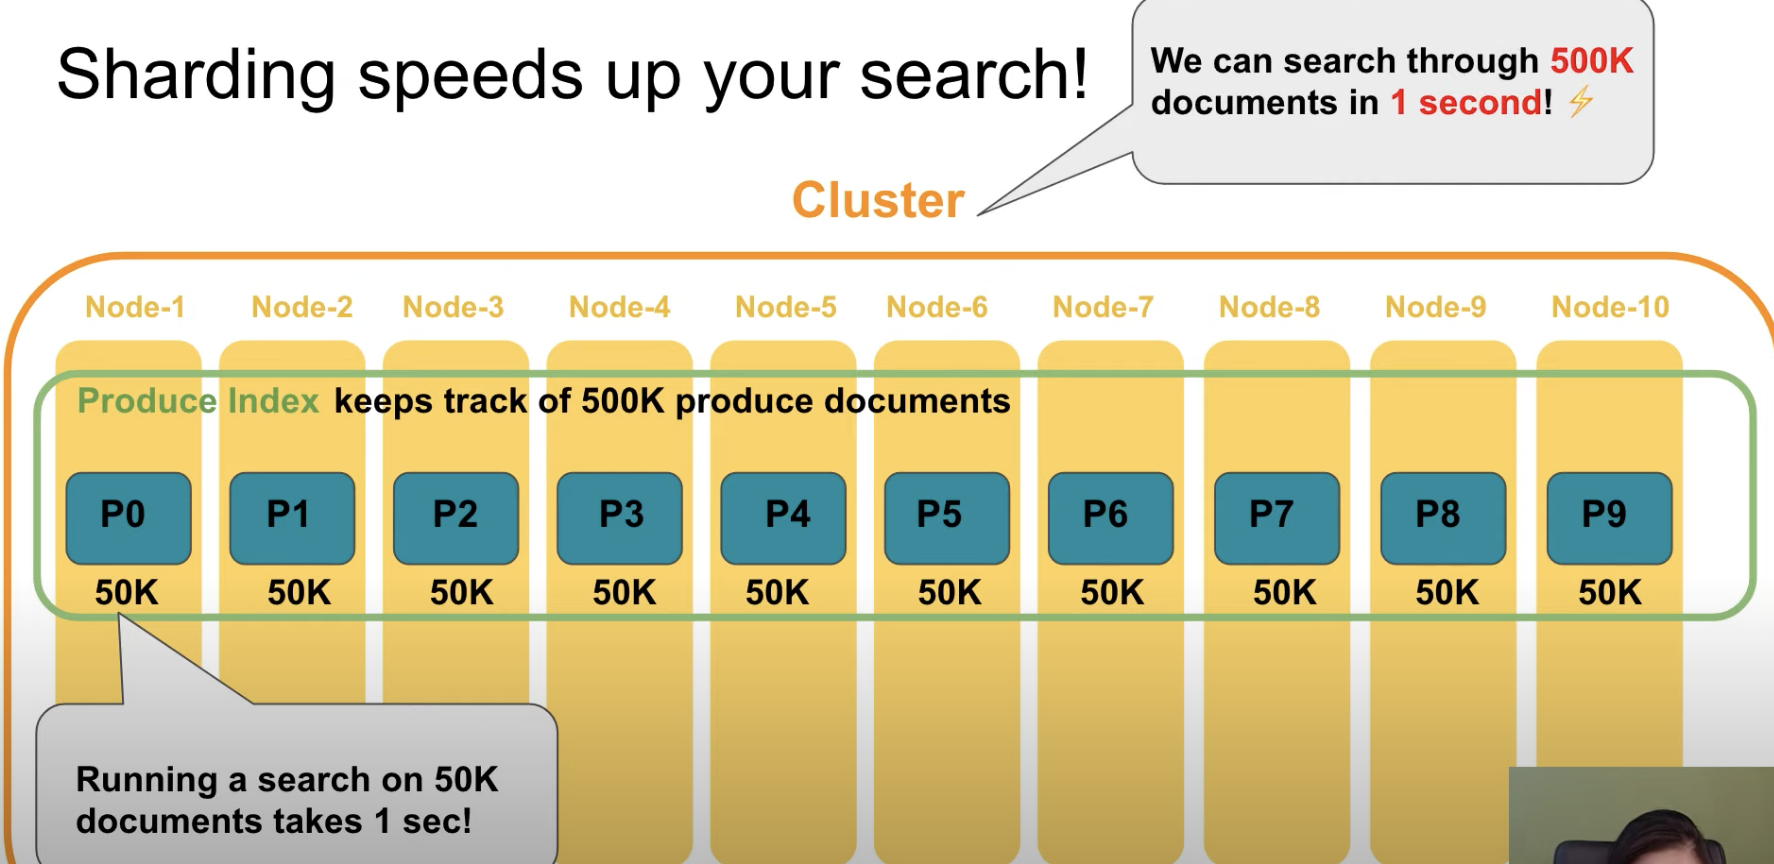 Sharding speeds up your search!
We can search through 500K
documents in 1 second! ⚡
Cluster
Node-1 Node-2 Node-3 Node-4 Node-5 Node-6 Node-7 Node-8 Node-9 Node-10
Produce Index keeps track of 500K produce documents
P0 P1 P2 P3 P4 P5 P6 P7 P8 P9
50K 50K 50K 50K 50K 50K 50K 50K 50K 50K
Running a search on 50K
documents takes 1 sec!